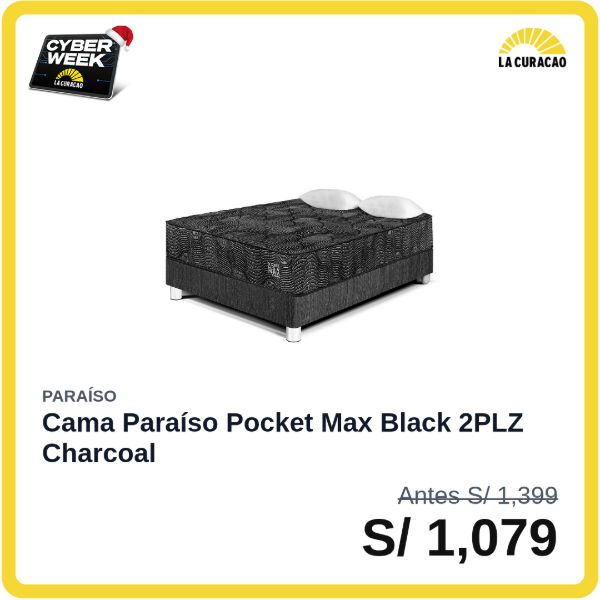 CYBER
WEEK
LA CURACAO
LA CURACAO
PARAÍSO
Cama Paraíso Pocket Max Black 2PLZ
Charcoal
Antes S/ 1,399
S/ 1,079